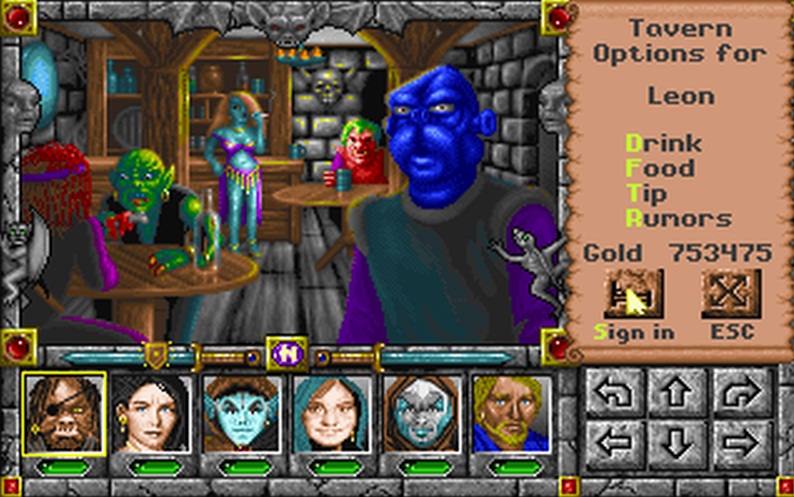 Tavern
Options for
Leon
Drink
Food
Tip
Rumors
Gold 753475
Sign in ESC
N